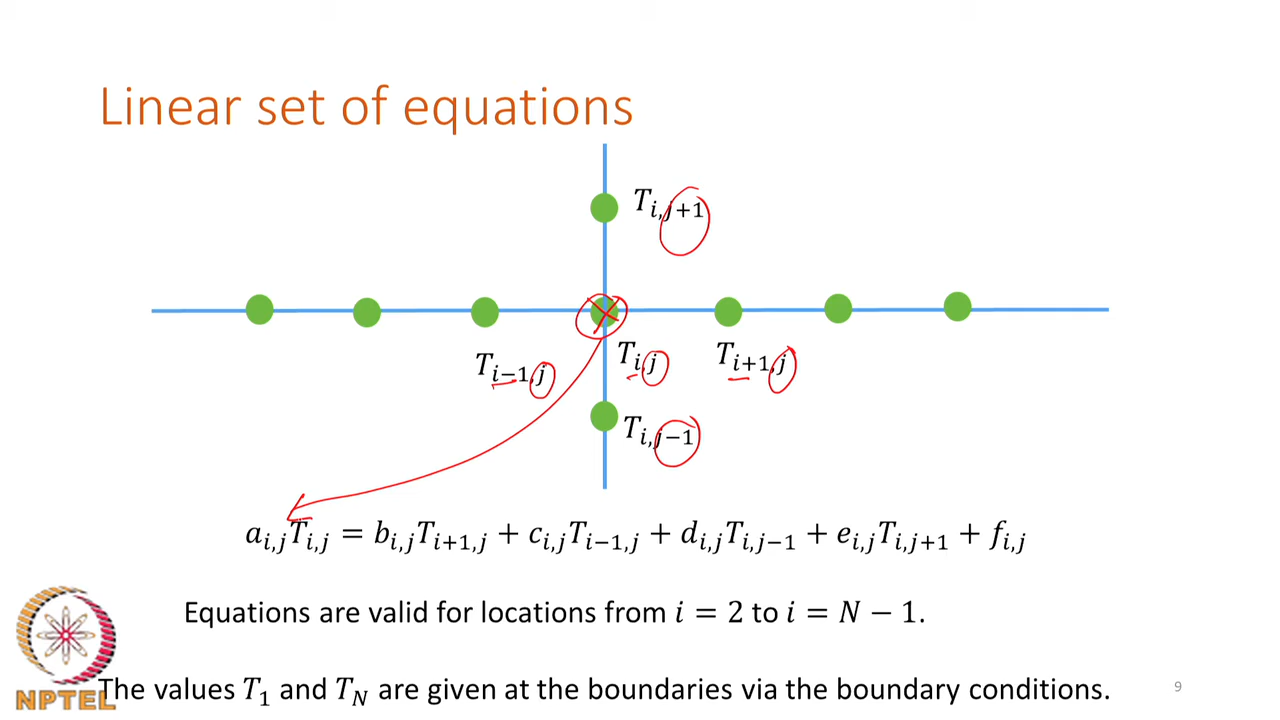 Linear set of equations
T_{i,j+1}
T_{i−1,j}
T_{i,j}
T_{i+1,j}
T_{i,j−1}
a_{i,j}T_{i,j} = b_{i,j}T_{i+1,j} + c_{i,j}T_{i−1,j} + d_{i,j}T_{i,j−1} + e_{i,j}T_{i,j+1} + f_{i,j}
Equations are valid for locations from i = 2 to i = N − 1.
The values T_1 and T_N are given at the boundaries via the boundary conditions.
NPTEL
9